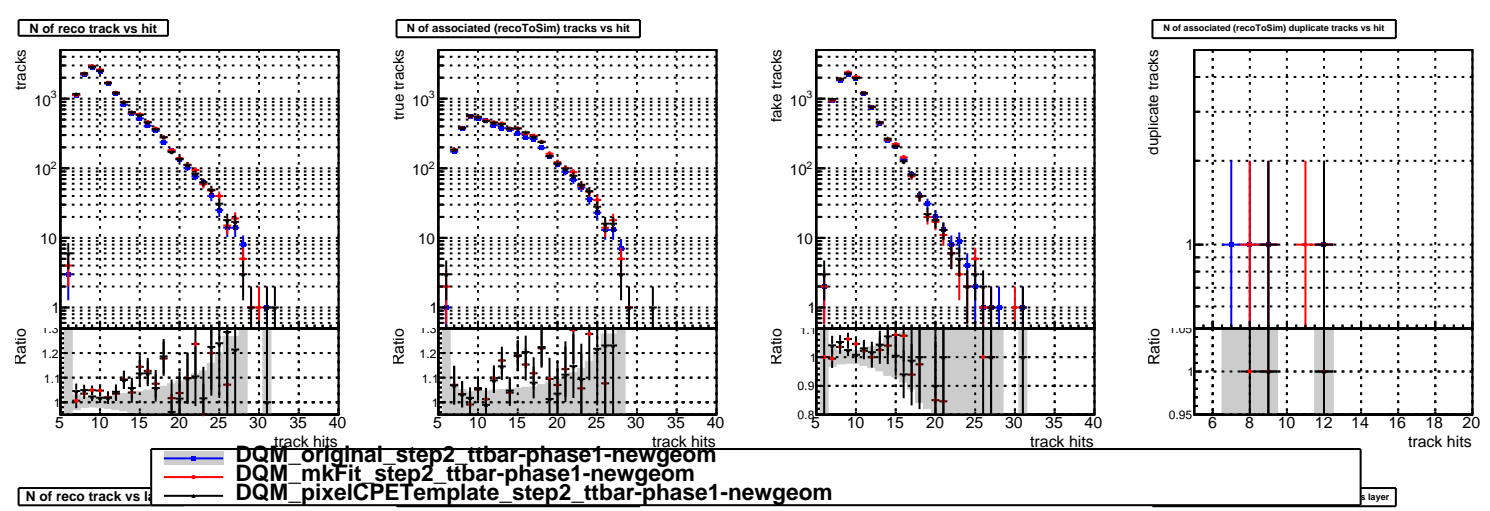 N of reco track vs hit
tracks
10³
10²
10
1
Ratio
1.3
1.2
1.1
1
5 10 15 20 25 30 35 40
track hits
N of associated (recoToSim) tracks vs hit
true tracks
10³
10²
10
1
Ratio
1.3
1.2
1.1
1
5 10 15 20 25 30 35 40
track hits
fake tracks
10³
10²
10
1
Ratio
1.1
1
0.9
0.8
5 10 15 20 25 30 35 40
track hits
N of associated (recoToSim) duplicate tracks vs hit
duplicate tracks
1
Ratio
1.05
1
0.95
6 8 10 12 14 16 18 20
track hits
DQM_original_step2_ttbar-phase1-newgeom
DQM_mkFit_step2_ttbar-phase1-newgeom
DQM_pixelCPETemplate_step2_ttbar-phase1-newgeom
N of reco track vs la
s layer